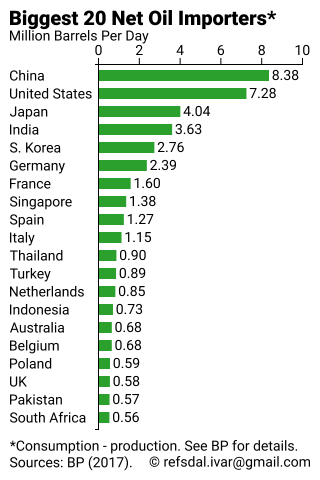 Biggest 20 Net Oil Importers*
Million Barrels Per Day
0 2 4 6 8 10
China 8.38
United States 7.28
Japan 4.04
India 3.63
S. Korea 2.76
Germany 2.39
France 1.60
Singapore 1.38
Spain 1.27
Italy 1.15
Thailand 0.90
Turkey 0.89
Netherlands 0.85
Indonesia 0.73
Australia 0.68
Belgium 0.68
Poland 0.59
UK 0.58
Pakistan 0.57
South Africa 0.56
*Consumption - production. See BP for details.
Sources: BP (2017). © refsdal.ivar@gmail.com